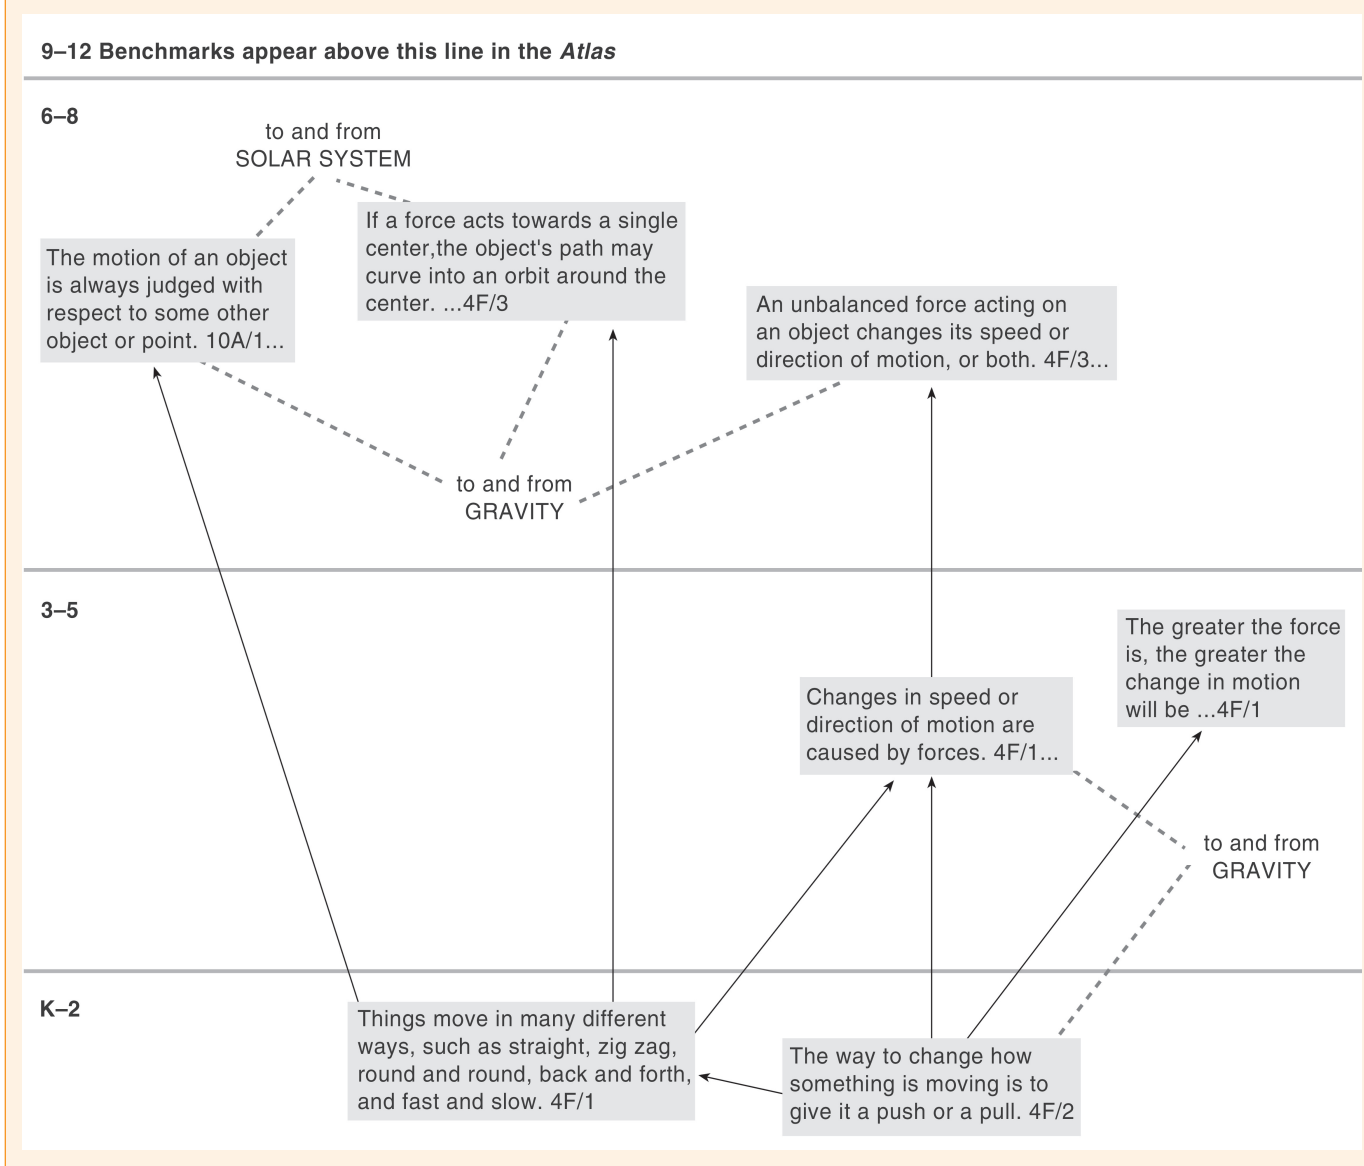 9–12 Benchmarks appear above this line in the Atlas
6–8
to and from
SOLAR SYSTEM
If a force acts towards a single
center,the object's path may
curve into an orbit around the
center. ...4F/3
The motion of an object
is always judged with
respect to some other
object or point. 10A/1...
An unbalanced force acting on
an object changes its speed or
direction of motion, or both. 4F/3...
to and from
GRAVITY
3–5
The greater the force
is, the greater the
change in motion
will be ...4F/1
Changes in speed or
direction of motion are
caused by forces. 4F/1...
to and from
GRAVITY
K–2
Things move in many different
ways, such as straight, zig zag,
round and round, back and forth,
and fast and slow. 4F/1
The way to change how
something is moving is to
give it a push or a pull. 4F/2